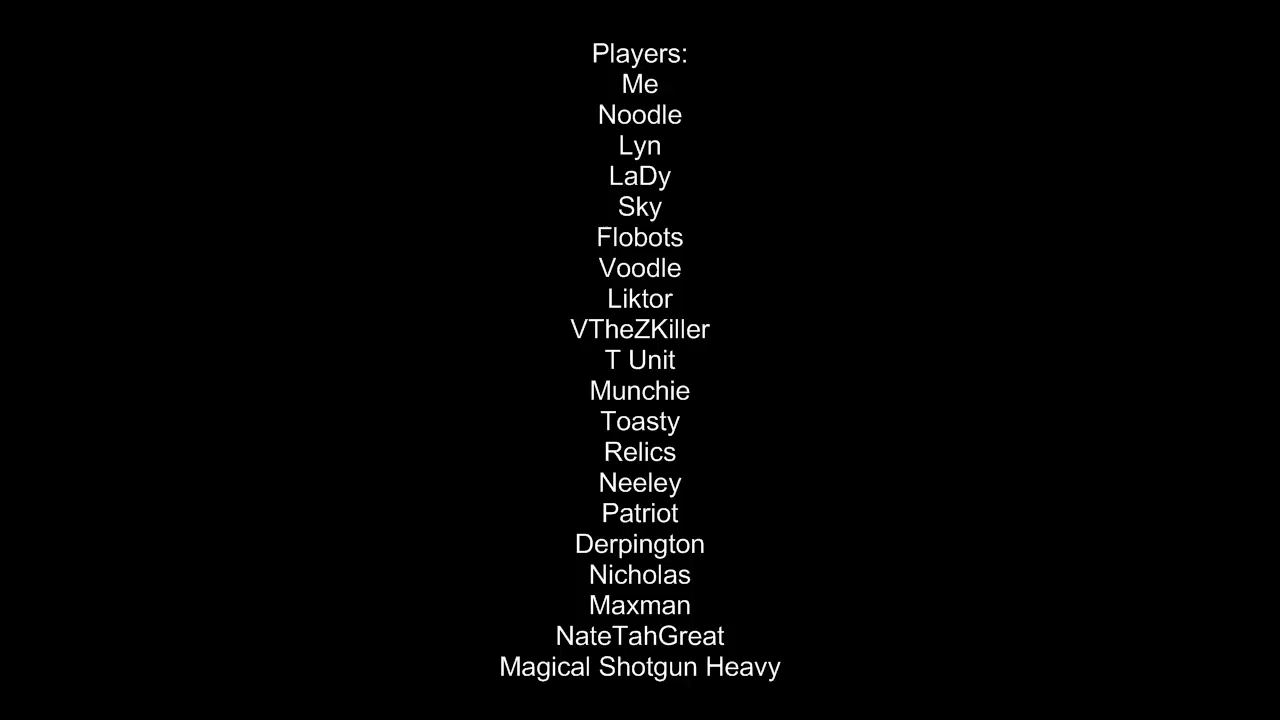 Players:
Me
Noodle
Lyn
LaDy
Sky
Flobots
Voodle
Liktor
VTheZKiller
T Unit
Munchie
Toasty
Relics
Neeley
Patriot
Derpington
Nicholas
Maxman
NateTahGreat
Magical Shotgun Heavy